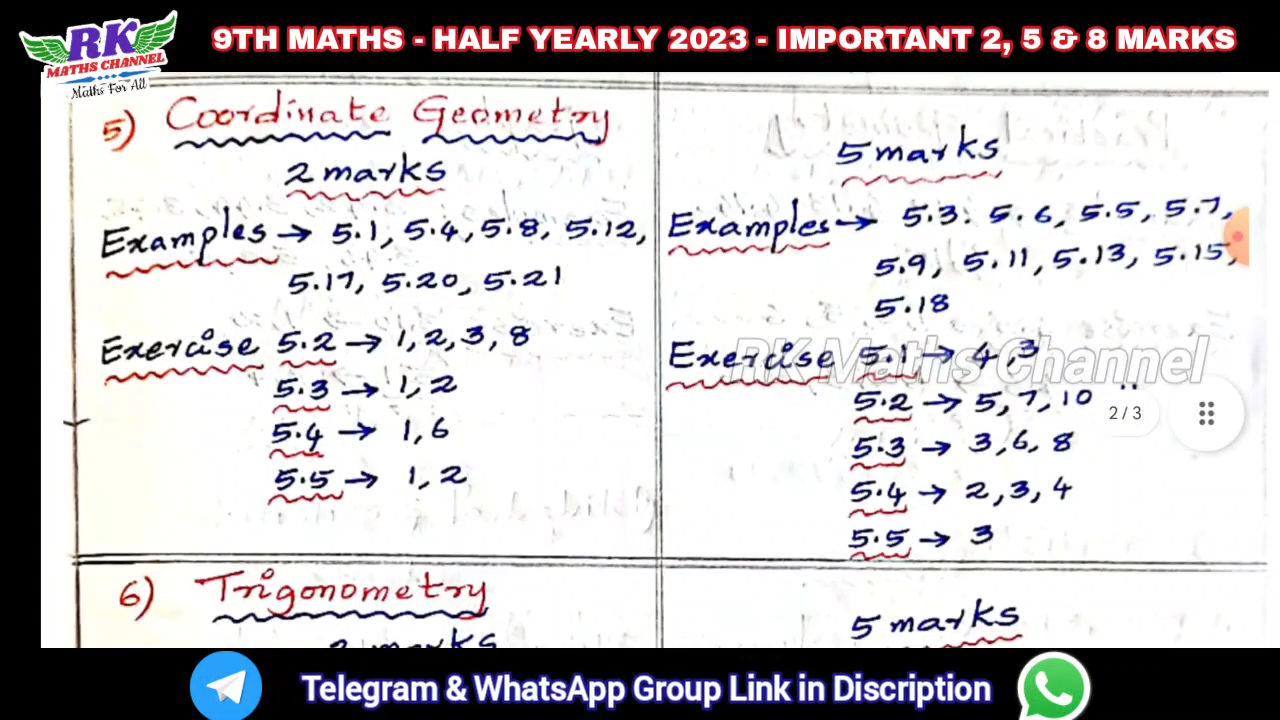 RK
MATHS CHANNEL
Maths For All
9TH MATHS - HALF YEARLY 2023 - IMPORTANT 2, 5 & 8 MARKS
5) Coordinate Geometry
2 marks
Examples → 5.1, 5.4, 5.8, 5.12,
5.17, 5.20, 5.21
Exercise 5.2 → 1, 2, 3, 8
5.3 → 1, 2
5.4 → 1, 6
5.5 → 1, 2
5 marks
Examples → 5.3. 5.6, 5.5, 5.7,
5.9, 5.11, 5.13, 5.15,
5.18
Exercise 5.1 → 4, 3
5.2 → 5, 7, 10
5.3 → 3, 6, 8
5.4 → 2, 3, 4
5.5 → 3
RK Maths Channel
2 / 3
6) Trigonometry
2 marks
5 marks
Telegram & WhatsApp Group Link in Discription